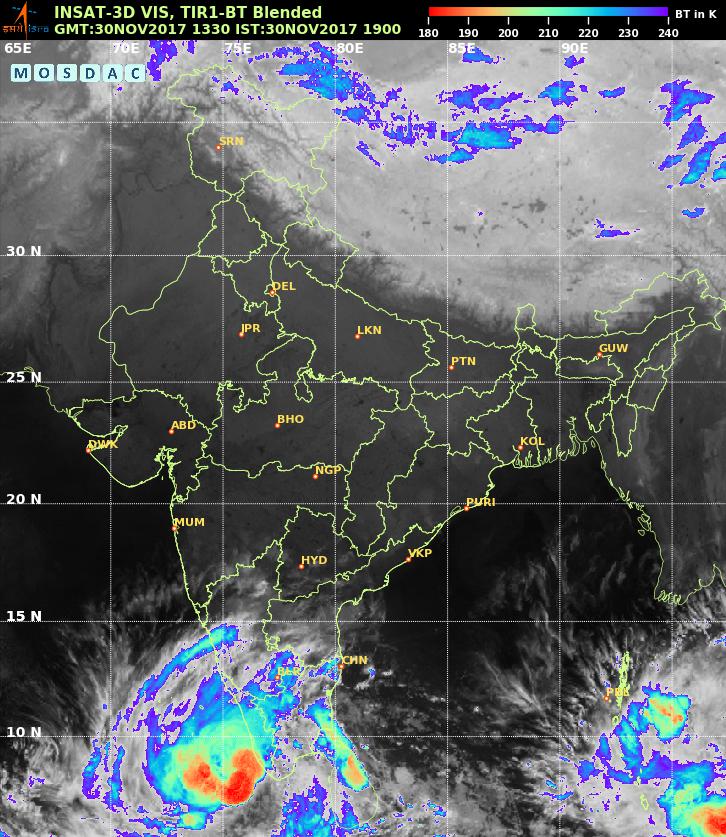 INSAT-3D VIS, TIR1-BT Blended
GMT:30NOV2017 1330 IST:30NOV2017 1900
BT in K
180 190 200 210 220 230 240
65E 70E 75E 80E 85E 90E
MOSDAC
SRN
30 N
DEL
JPR
LKN
GUW
PTN
25 N
BHO
ABD
KOL
DWK
NGP
20 N
PURI
MUM
VKP
HYD
15 N
CHN
BLR
PBL
10 N